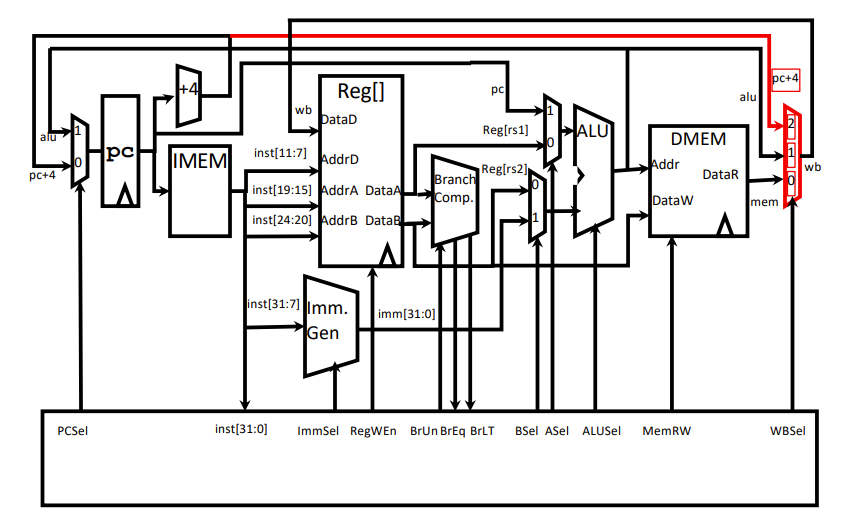 Reg[]
+4
pc+4
wb
pc
alu
DataD
1
Reg[rs1]
ALU
DMEM
2
alu
1
pc
IMEM
inst[11:7]
AddrD
0
1
0
pc+4
inst[19:15]
AddrA
DataA
Branch
Comp.
Reg[rs2]
0
Addr
DataR
0
wb
inst[24:20]
AddrB
DataB
1
DataW
mem
inst[31:7]
Imm.
Gen
imm[31:0]
PCSel
inst[31:0]
ImmSel
RegWEn
BrUn
BrEq
BrLT
BSel
ASel
ALUSel
MemRW
WBSel